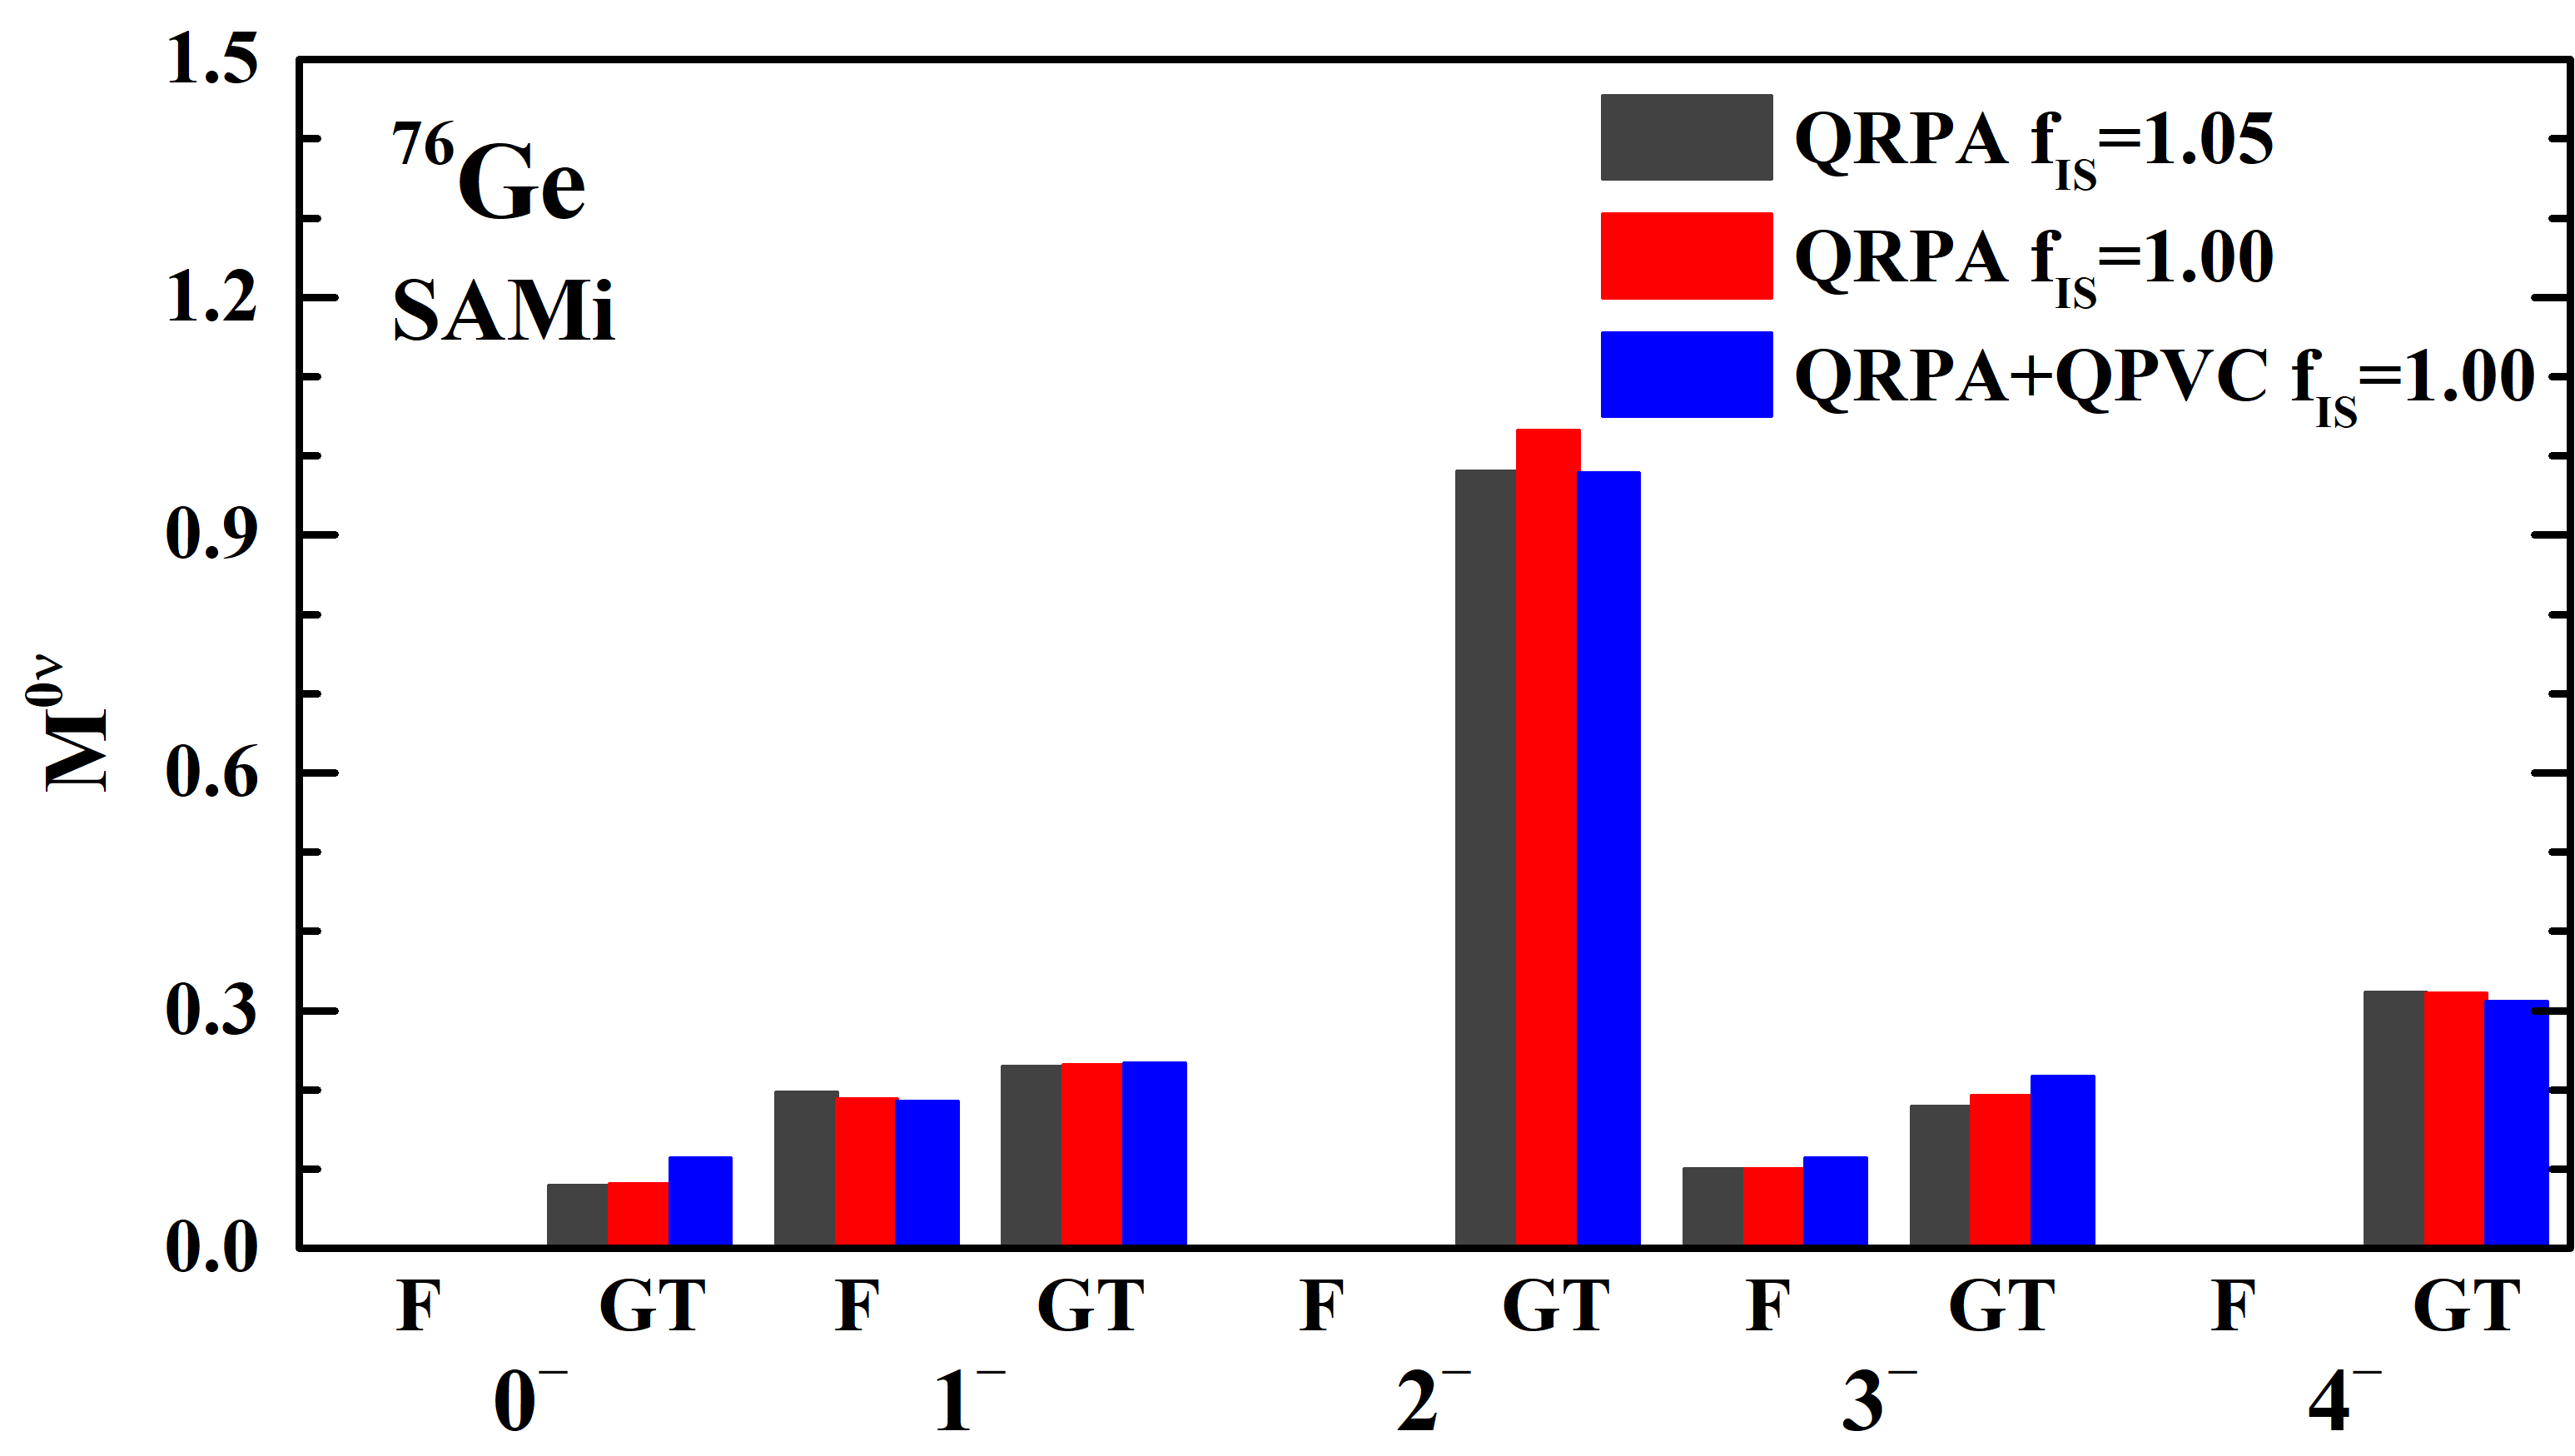 1.5
1.2
0.9
0.6
0.3
0.0
M^0ν
^76Ge
SAMi
QRPA f_IS=1.05
QRPA f_IS=1.00
QRPA+QPVC f_IS=1.00
F GT F GT F GT F GT F GT
0^− 1^− 2^− 3^− 4^−